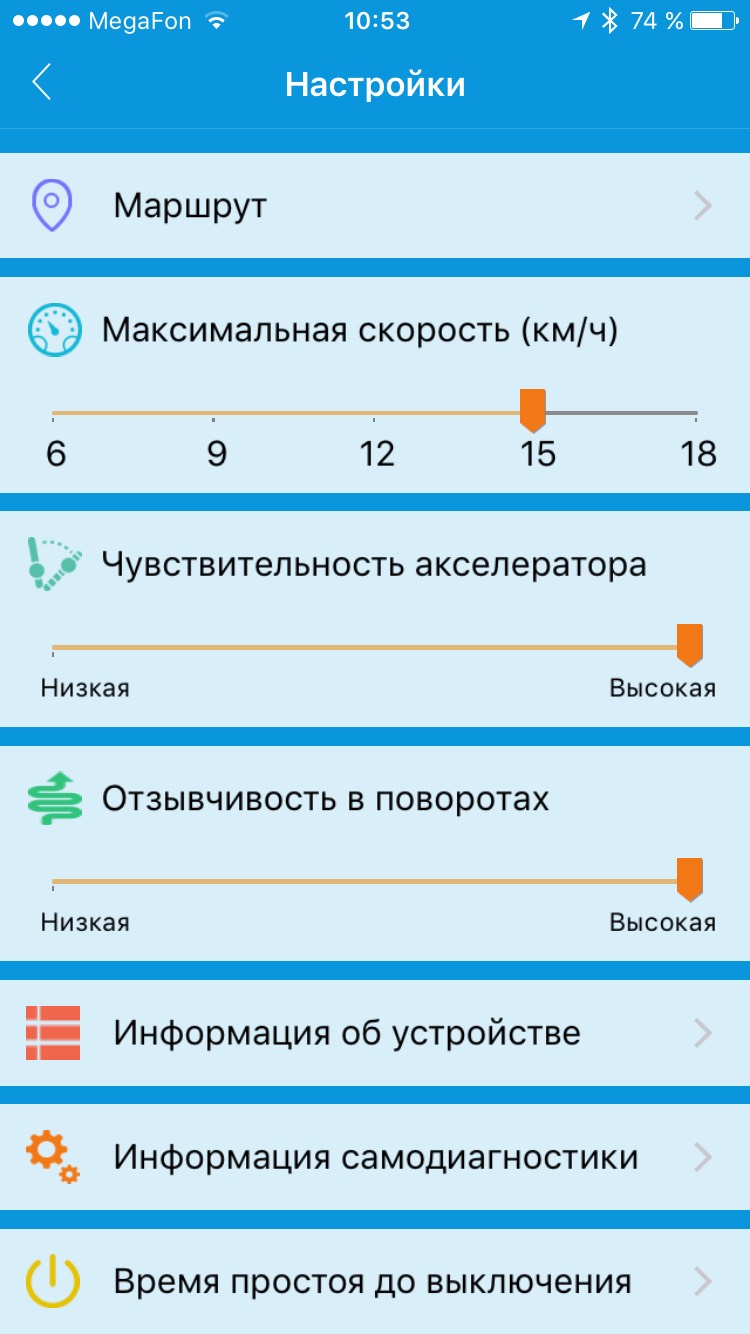 MegaFon 10:53 74 %
Настройки
Маршрут
Максимальная скорость (км/ч)
6 9 12 15 18
Чувствительность акселератора
Низкая Высокая
Отзывчивость в поворотах
Низкая Высокая
Информация об устройстве
Информация самодиагностики
Время простоя до выключения